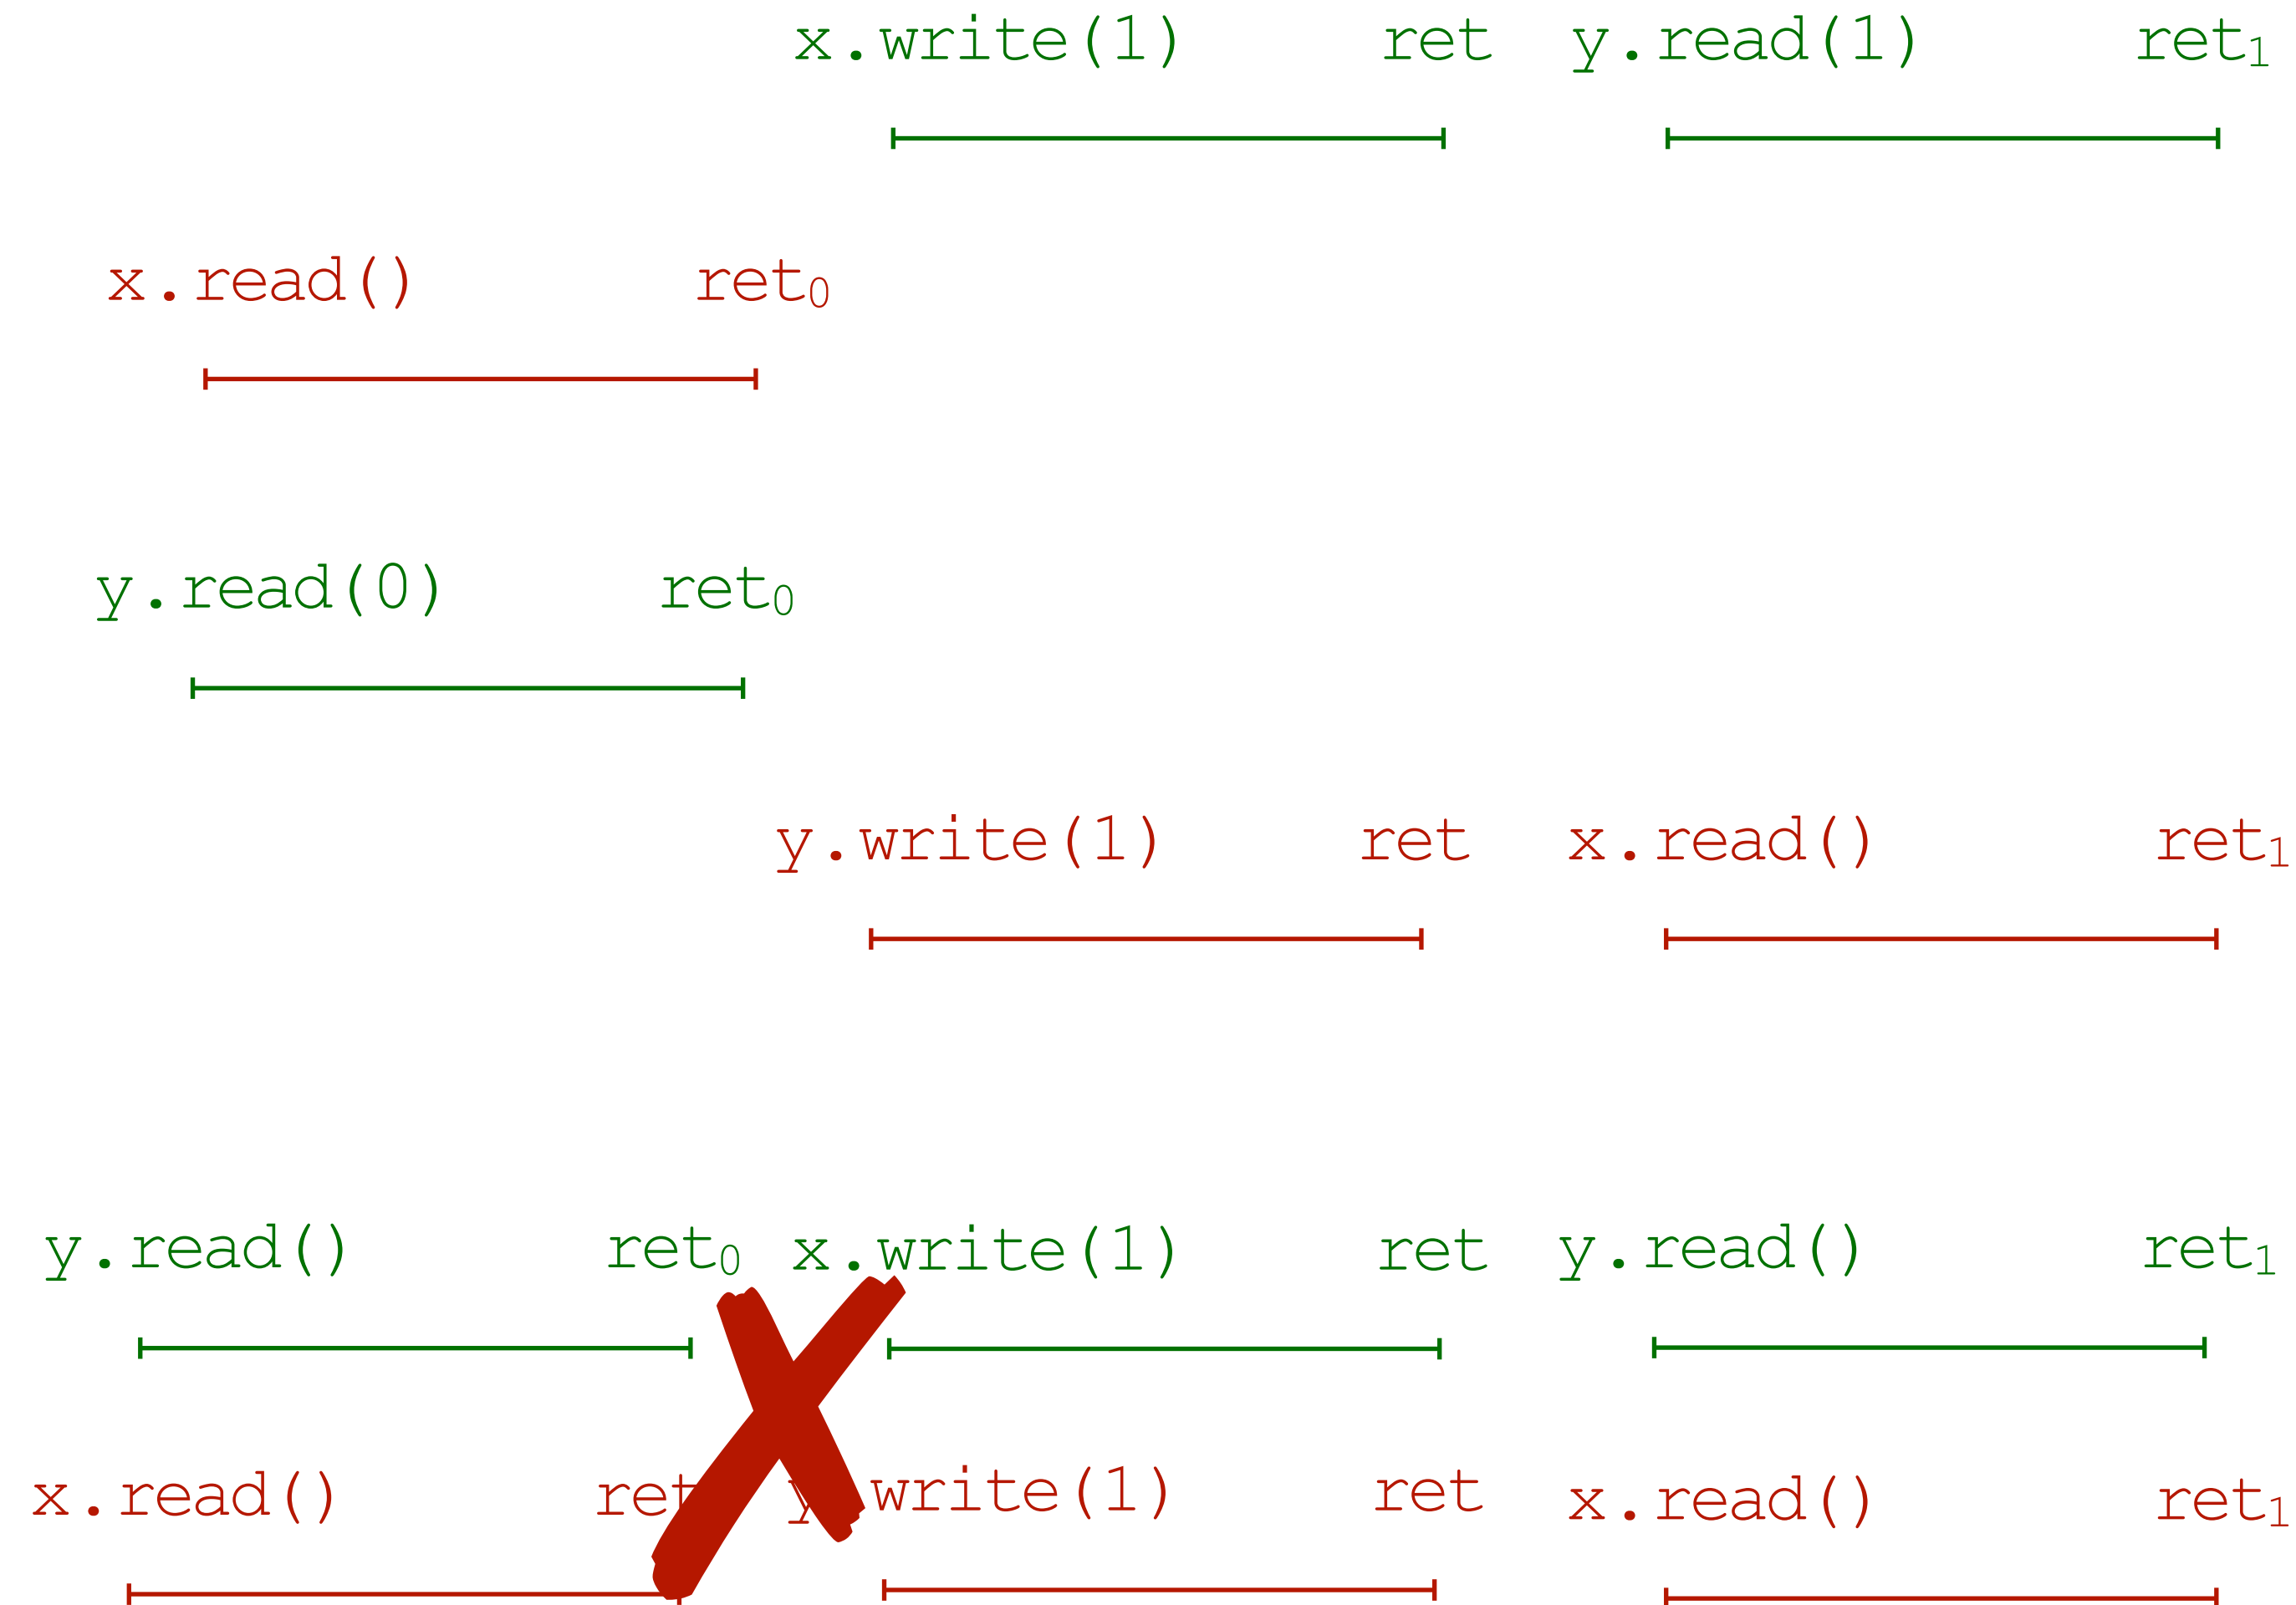 x.write(1) ret y.read(1) ret1
x.read() ret0
y.read(0) ret0
y.write(1) ret x.read() ret1
y.read() ret0 x.write(1) ret y.read() ret1
x.read() ret write(1) ret x.read() ret1